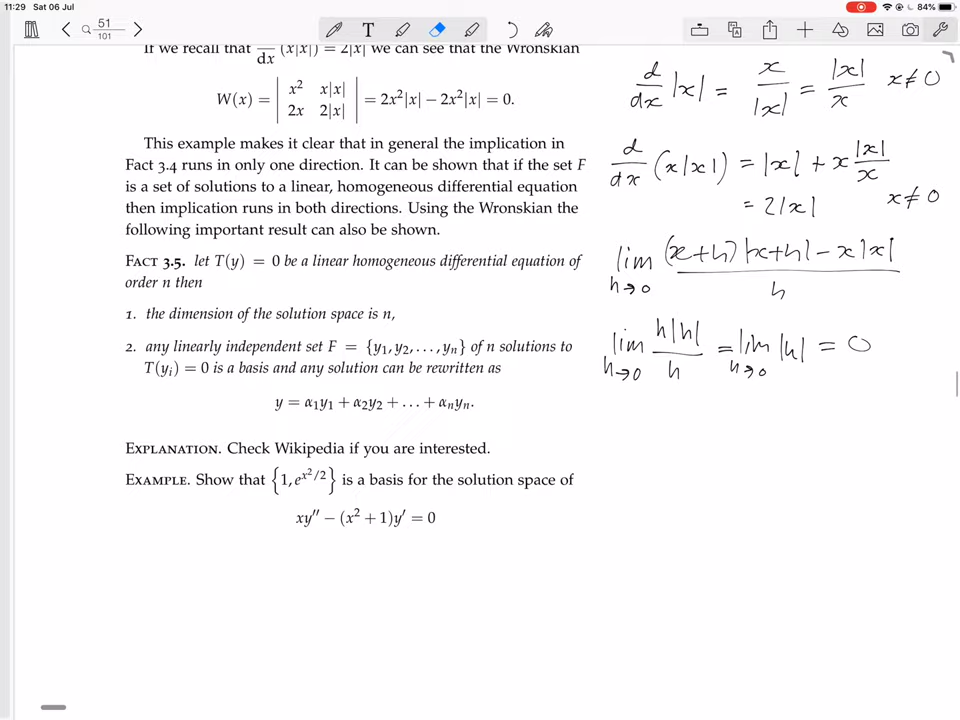 11:29 Sat 06 Jul
84%
51
101
T
If we recall that d/dx (x|x|) = 2|x| we can see that the Wronskian
W(x) = | x² x|x| |
| 2x 2|x| | = 2x²|x| − 2x²|x| = 0.
This example makes it clear that in general the implication in
Fact 3.4 runs in only one direction. It can be shown that if the set F
is a set of solutions to a linear, homogeneous differential equation
then implication runs in both directions. Using the Wronskian the
following important result can also be shown.
Fact 3.5. let T(y) = 0 be a linear homogeneous differential equation of
order n then
1. the dimension of the solution space is n,
2. any linearly independent set F = {y₁, y₂, . . . , yₙ} of n solutions to
T(yᵢ) = 0 is a basis and any solution can be rewritten as
y = α₁y₁ + α₂y₂ + . . . + αₙyₙ.
Explanation. Check Wikipedia if you are interested.
Example. Show that {1, e^{x²/2}} is a basis for the solution space of
xy″ − (x² + 1)y′ = 0
d/dx |x| = x/|x| = |x|/x x≠0
d/dx (x|x|) = |x| + x |x|/x
= 2|x| x≠0
lim h→0 ((x+h)|x+h| − x|x|)/h
lim h→0 h|h|/h = lim h→0 |h| = 0